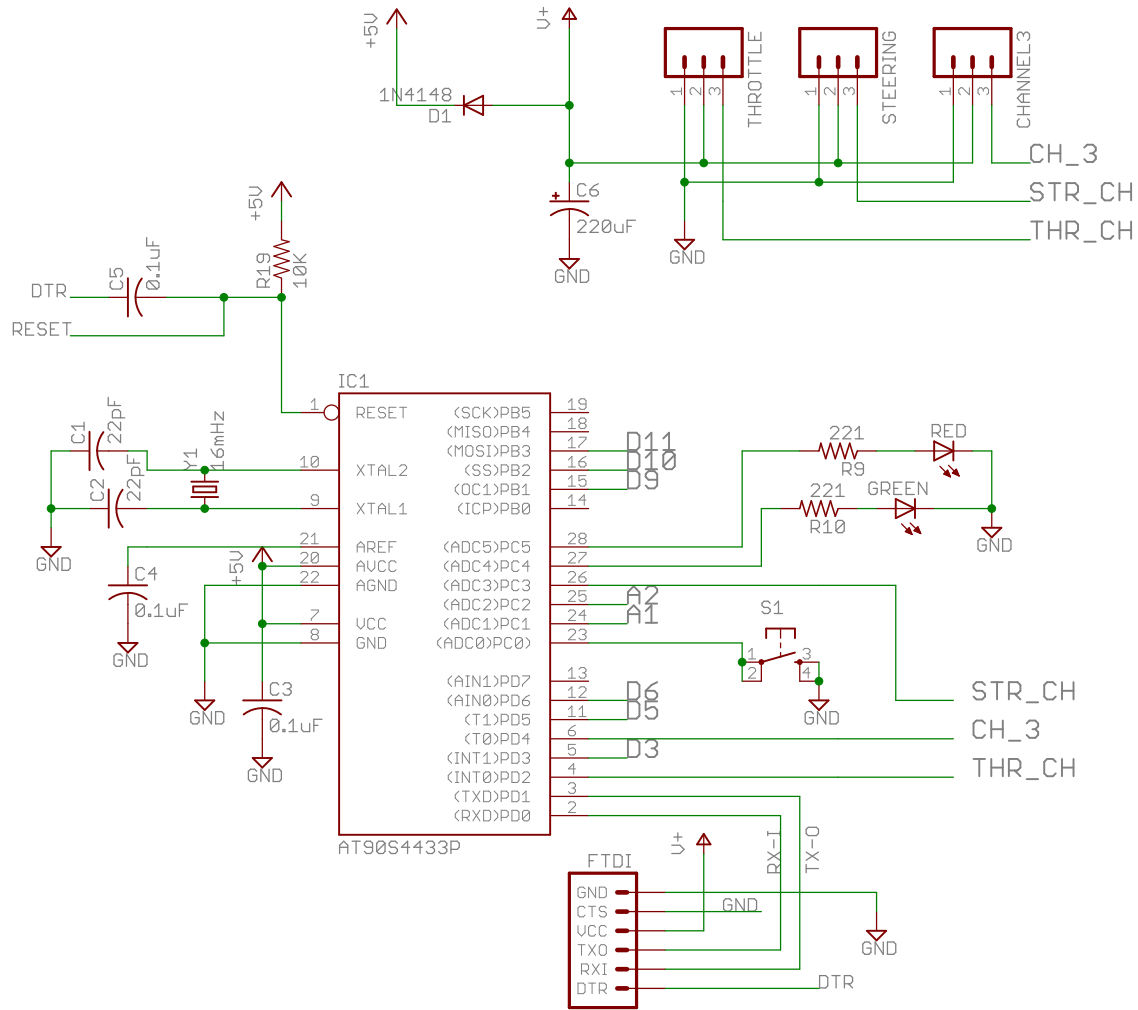 +5V
V+
1N4148
D1
C6
220uF
GND
1 2 3
THROTTLE
1 2 3
STEERING
1 2 3
CHANNEL3
GND
CH_3
STR_CH
THR_CH
+5V
R19
10K
C5
0.1uF
DTR
RESET
C1
22pF
C2
22pF
Y1
16mHz
GND
C4
0.1uF
GND
+5V
GND
C3
0.1uF
GND
IC1
1 RESET
10 XTAL2
9 XTAL1
21 AREF
20 AVCC
22 AGND
7 VCC
8 GND
(SCK)PB5 19
(MISO)PB4 18
(MOSI)PB3 17 D11
(SS)PB2 16 D10
(OC1)PB1 15 D9
(ICP)PB0 14
(ADC5)PC5 28
(ADC4)PC4 27
(ADC3)PC3 26
(ADC2)PC2 25 A2
(ADC1)PC1 24 A1
(ADC0)PC0) 23
(AIN1)PD7 13
(AIN0)PD6 12 D6
(T1)PD5 11 D5
(T0)PD4 6
(INT1)PD3 5 D3
(INT0)PD2 4
(TXD)PD1 3
(RXD)PD0 2
AT90S4433P
221
R9
RED
221
R10
GREEN
GND
S1
1 3
2 4
GND
STR_CH
CH_3
THR_CH
V+
RX-I
TX-O
FTDI
GND
CTS GND
VCC
TXO
RXI
DTR DTR
GND